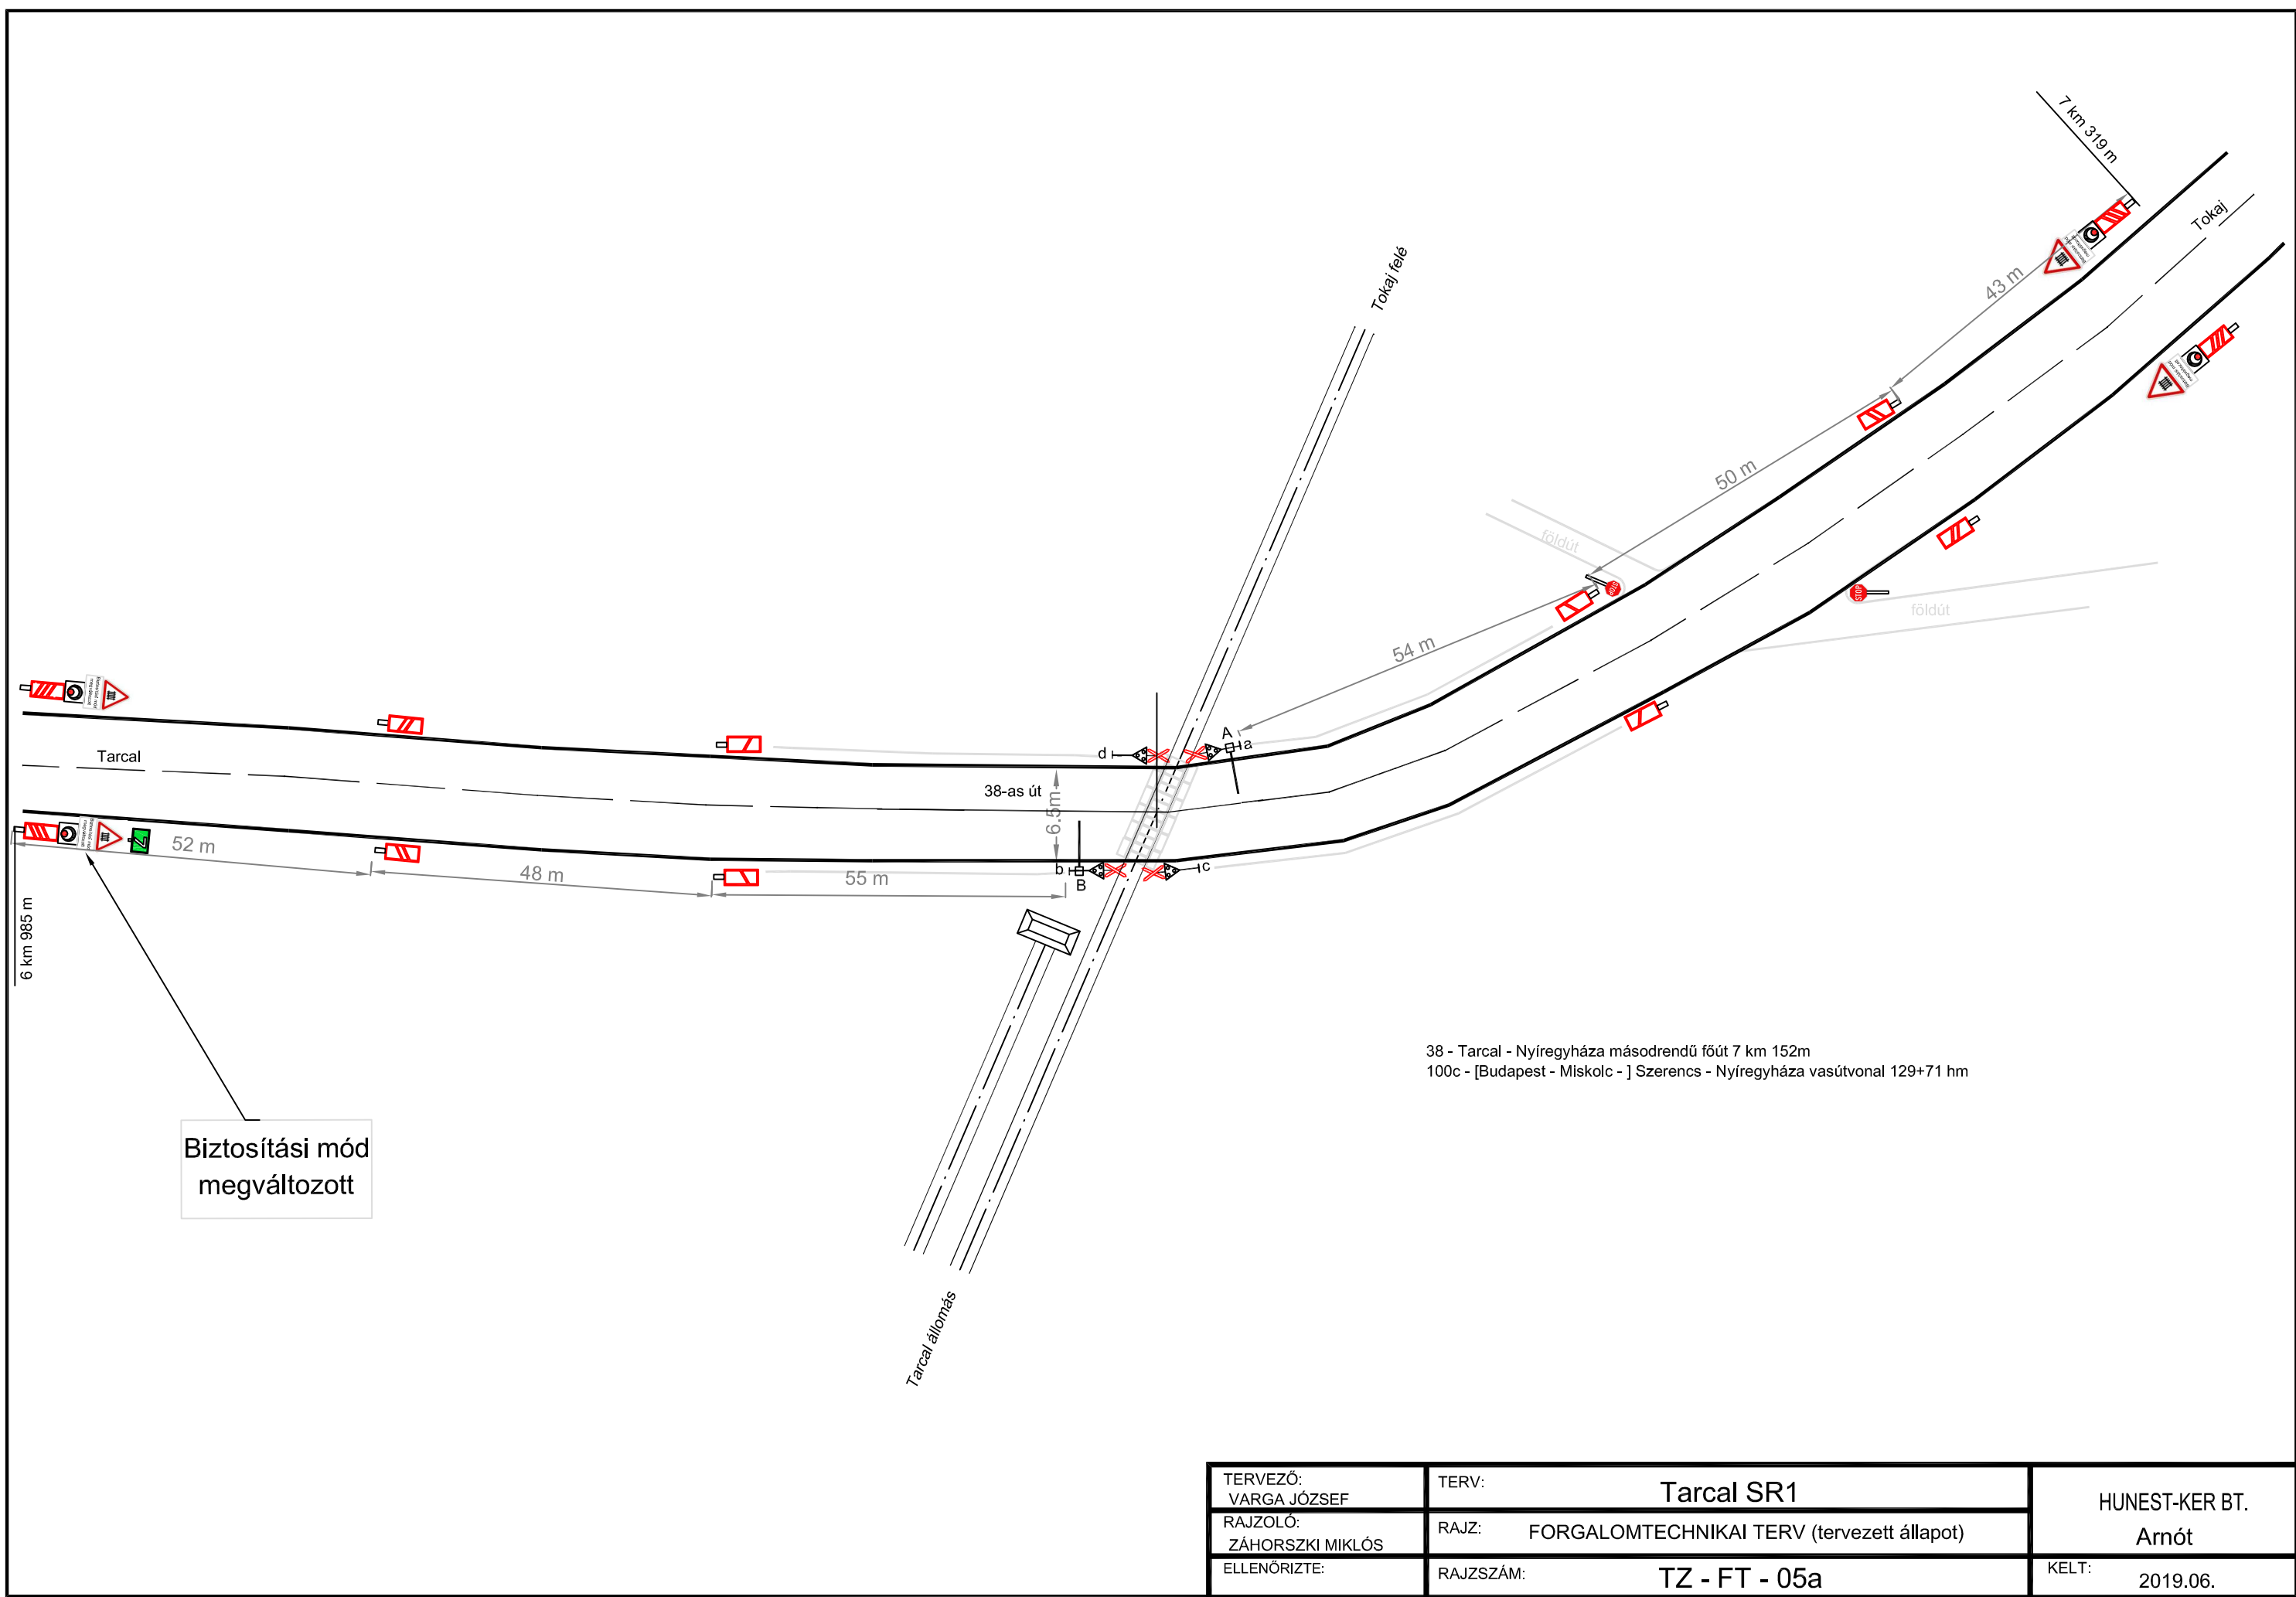 7 km 319 m
Tokaj
43 m
Tokaj felé
50 m
földút
STOP
54 m
STOP
földút
Tarcal
A
a
d
38-as út
6.5m
52 m
48 m
55 m
b
B
c
6 km 985 m
Biztosítási mód
megváltozott
38 - Tarcal - Nyíregyháza másodrendű főút 7 km 152m
100c - [Budapest - Miskolc - ] Szerencs - Nyíregyháza vasútvonal 129+71 hm
Tarcal állomás
TERVEZŐ:
VARGA JÓZSEF
TERV:
Tarcal SR1
HUNEST-KER BT.
Arnót
RAJZOLÓ:
ZÁHORSZKI MIKLÓS
RAJZ:
FORGALOMTECHNIKAI TERV (tervezett állapot)
ELLENŐRIZTE:
RAJZSZÁM:
TZ - FT - 05a
KELT:
2019.06.